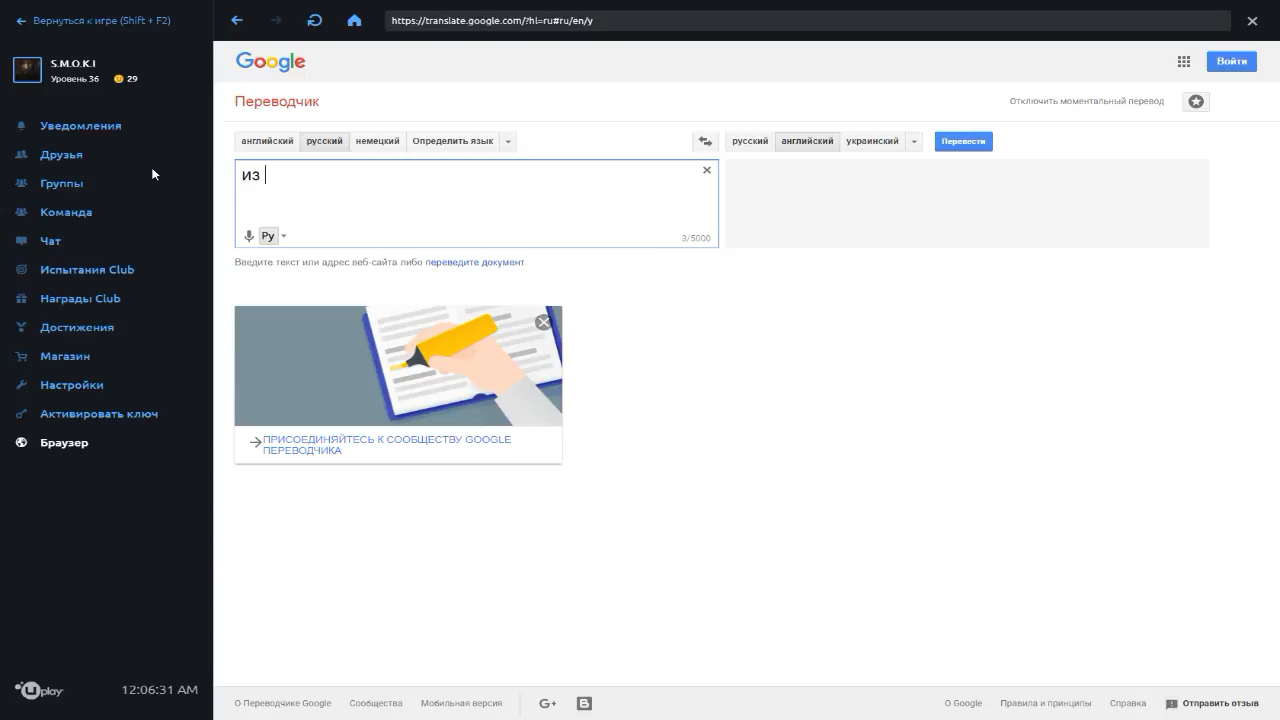 Вернуться к игре (Shift + F2)
https://translate.google.com/?hl=ru#ru/en/y
S.M.O.K.I
Уровень 36
29
Уведомления
Друзья
Группы
Команда
Чат
Испытания Club
Награды Club
Достижения
Магазин
Настройки
Активировать ключ
Браузер
uplay
12:06:31 AM
Google
Войти
Переводчик
Отключить моментальный перевод
английский русский немецкий Определить язык
русский английский украинский Перевести
из
Ру
3/5000
Введите текст или адрес веб-сайта либо переведите документ.
ПРИСОЕДИНЯЙТЕСЬ К СООБЩЕСТВУ GOOGLE
ПЕРЕВОДЧИКА
О Переводчике Google Сообщества Мобильная версия G+ B О Google Правила и принципы Справка Отправить отзыв